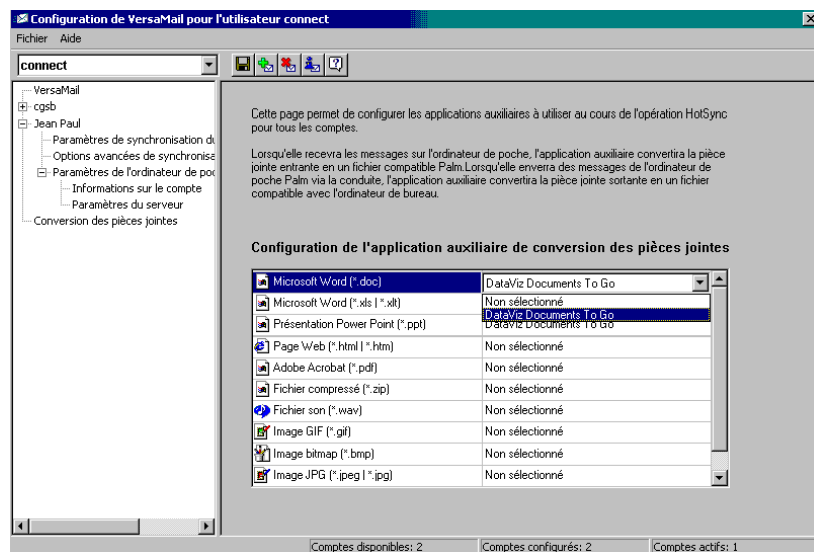 Configuration de VersaMail pour l'utilisateur connect
Fichier Aide
connect
VersaMail
cgsb
Jean Paul
Paramètres de synchronisation du
Options avancées de synchronisa
Paramètres de l'ordinateur de poc
Informations sur le compte
Paramètres du serveur
Conversion des pièces jointes
Cette page permet de configurer les applications auxiliaires à utiliser au cours de l'opération HotSync
pour tous les comptes.
Lorsqu'elle recevra les messages sur l'ordinateur de poche, l'application auxiliaire convertira la pièce
jointe entrante en un fichier compatible Palm.Lorsqu'elle enverra des messages de l'ordinateur de
poche Palm via la conduite, l'application auxiliaire convertira la pièce jointe sortante en un fichier
compatible avec l'ordinateur de bureau.
Configuration de l'application auxiliaire de conversion des pièces jointes
Microsoft Word (*.doc) DataViz Documents To Go
Microsoft Word (*.xls | *.xlt) Non sélectionné
DataViz Documents To Go
Présentation Power Point (*.ppt) DataViz Documents To Go
Page Web (*.html | *.htm) Non sélectionné
Adobe Acrobat (*.pdf) Non sélectionné
Fichier compressé (*.zip) Non sélectionné
Fichier son (*.wav) Non sélectionné
Image GIF (*.gif) Non sélectionné
Image bitmap (*.bmp) Non sélectionné
Image JPG (*.jpeg | *.jpg) Non sélectionné
Comptes disponibles: 2 Comptes configurés: 2 Comptes actifs: 1